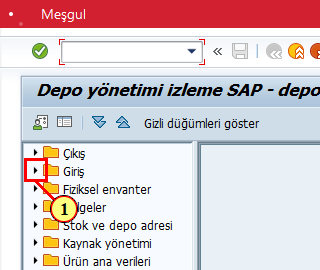 Meşgul
Depo yönetimi izleme SAP - depo
Gizli düğümleri göster
Çıkış
Giriş
Fiziksel envanter
lgeler
Stok ve depo adresi
Kaynak yönetimi
Ürün ana verileri
1